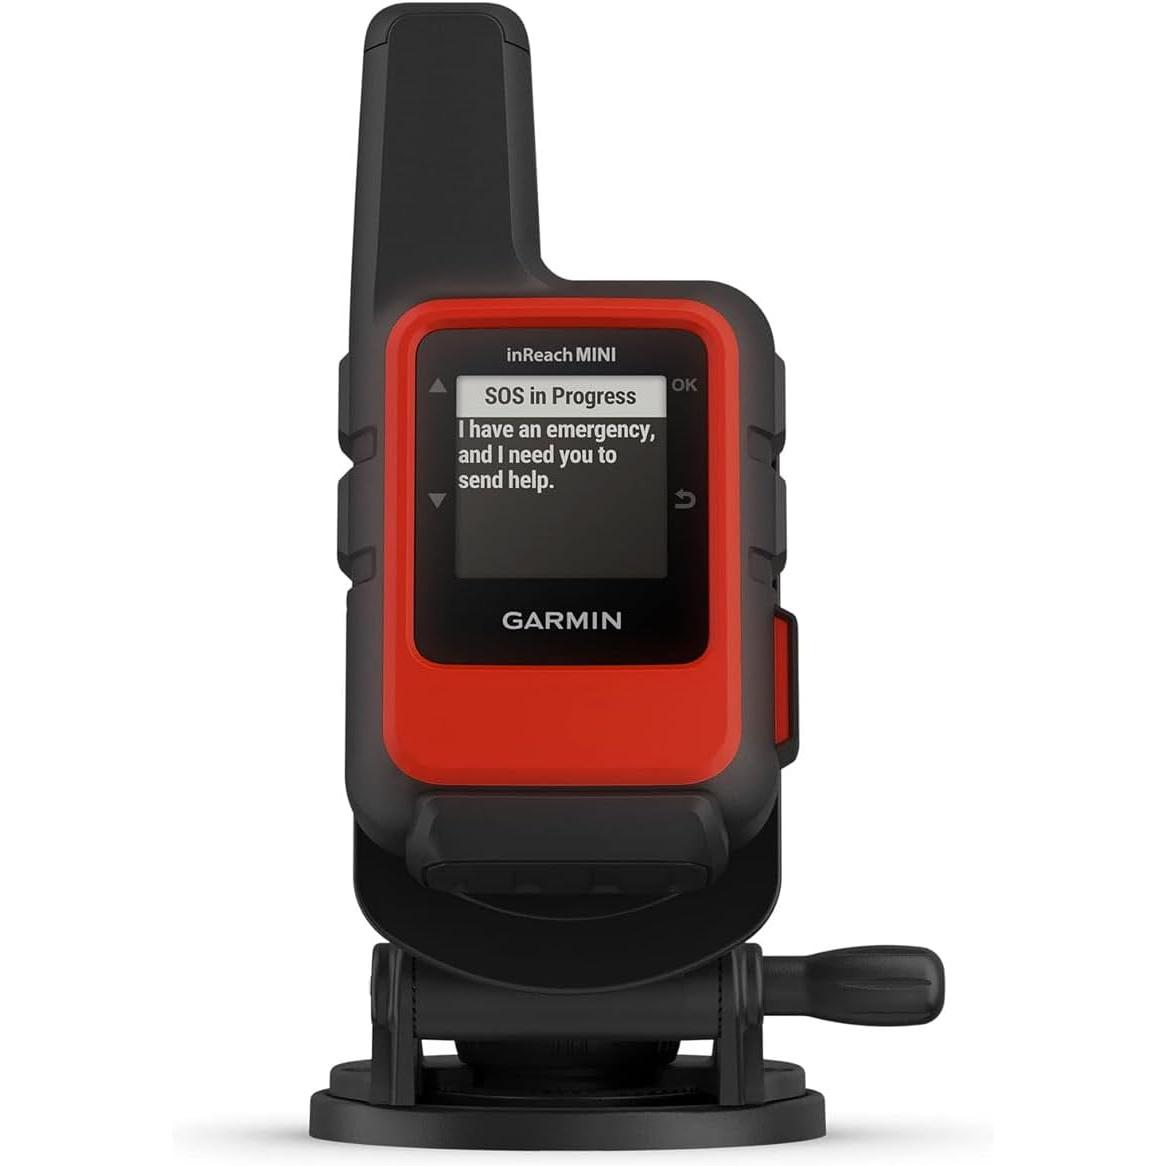 inReach MINI
OK
SOS in Progress
I have an emergency,
and I need you to
send help.
GARMIN